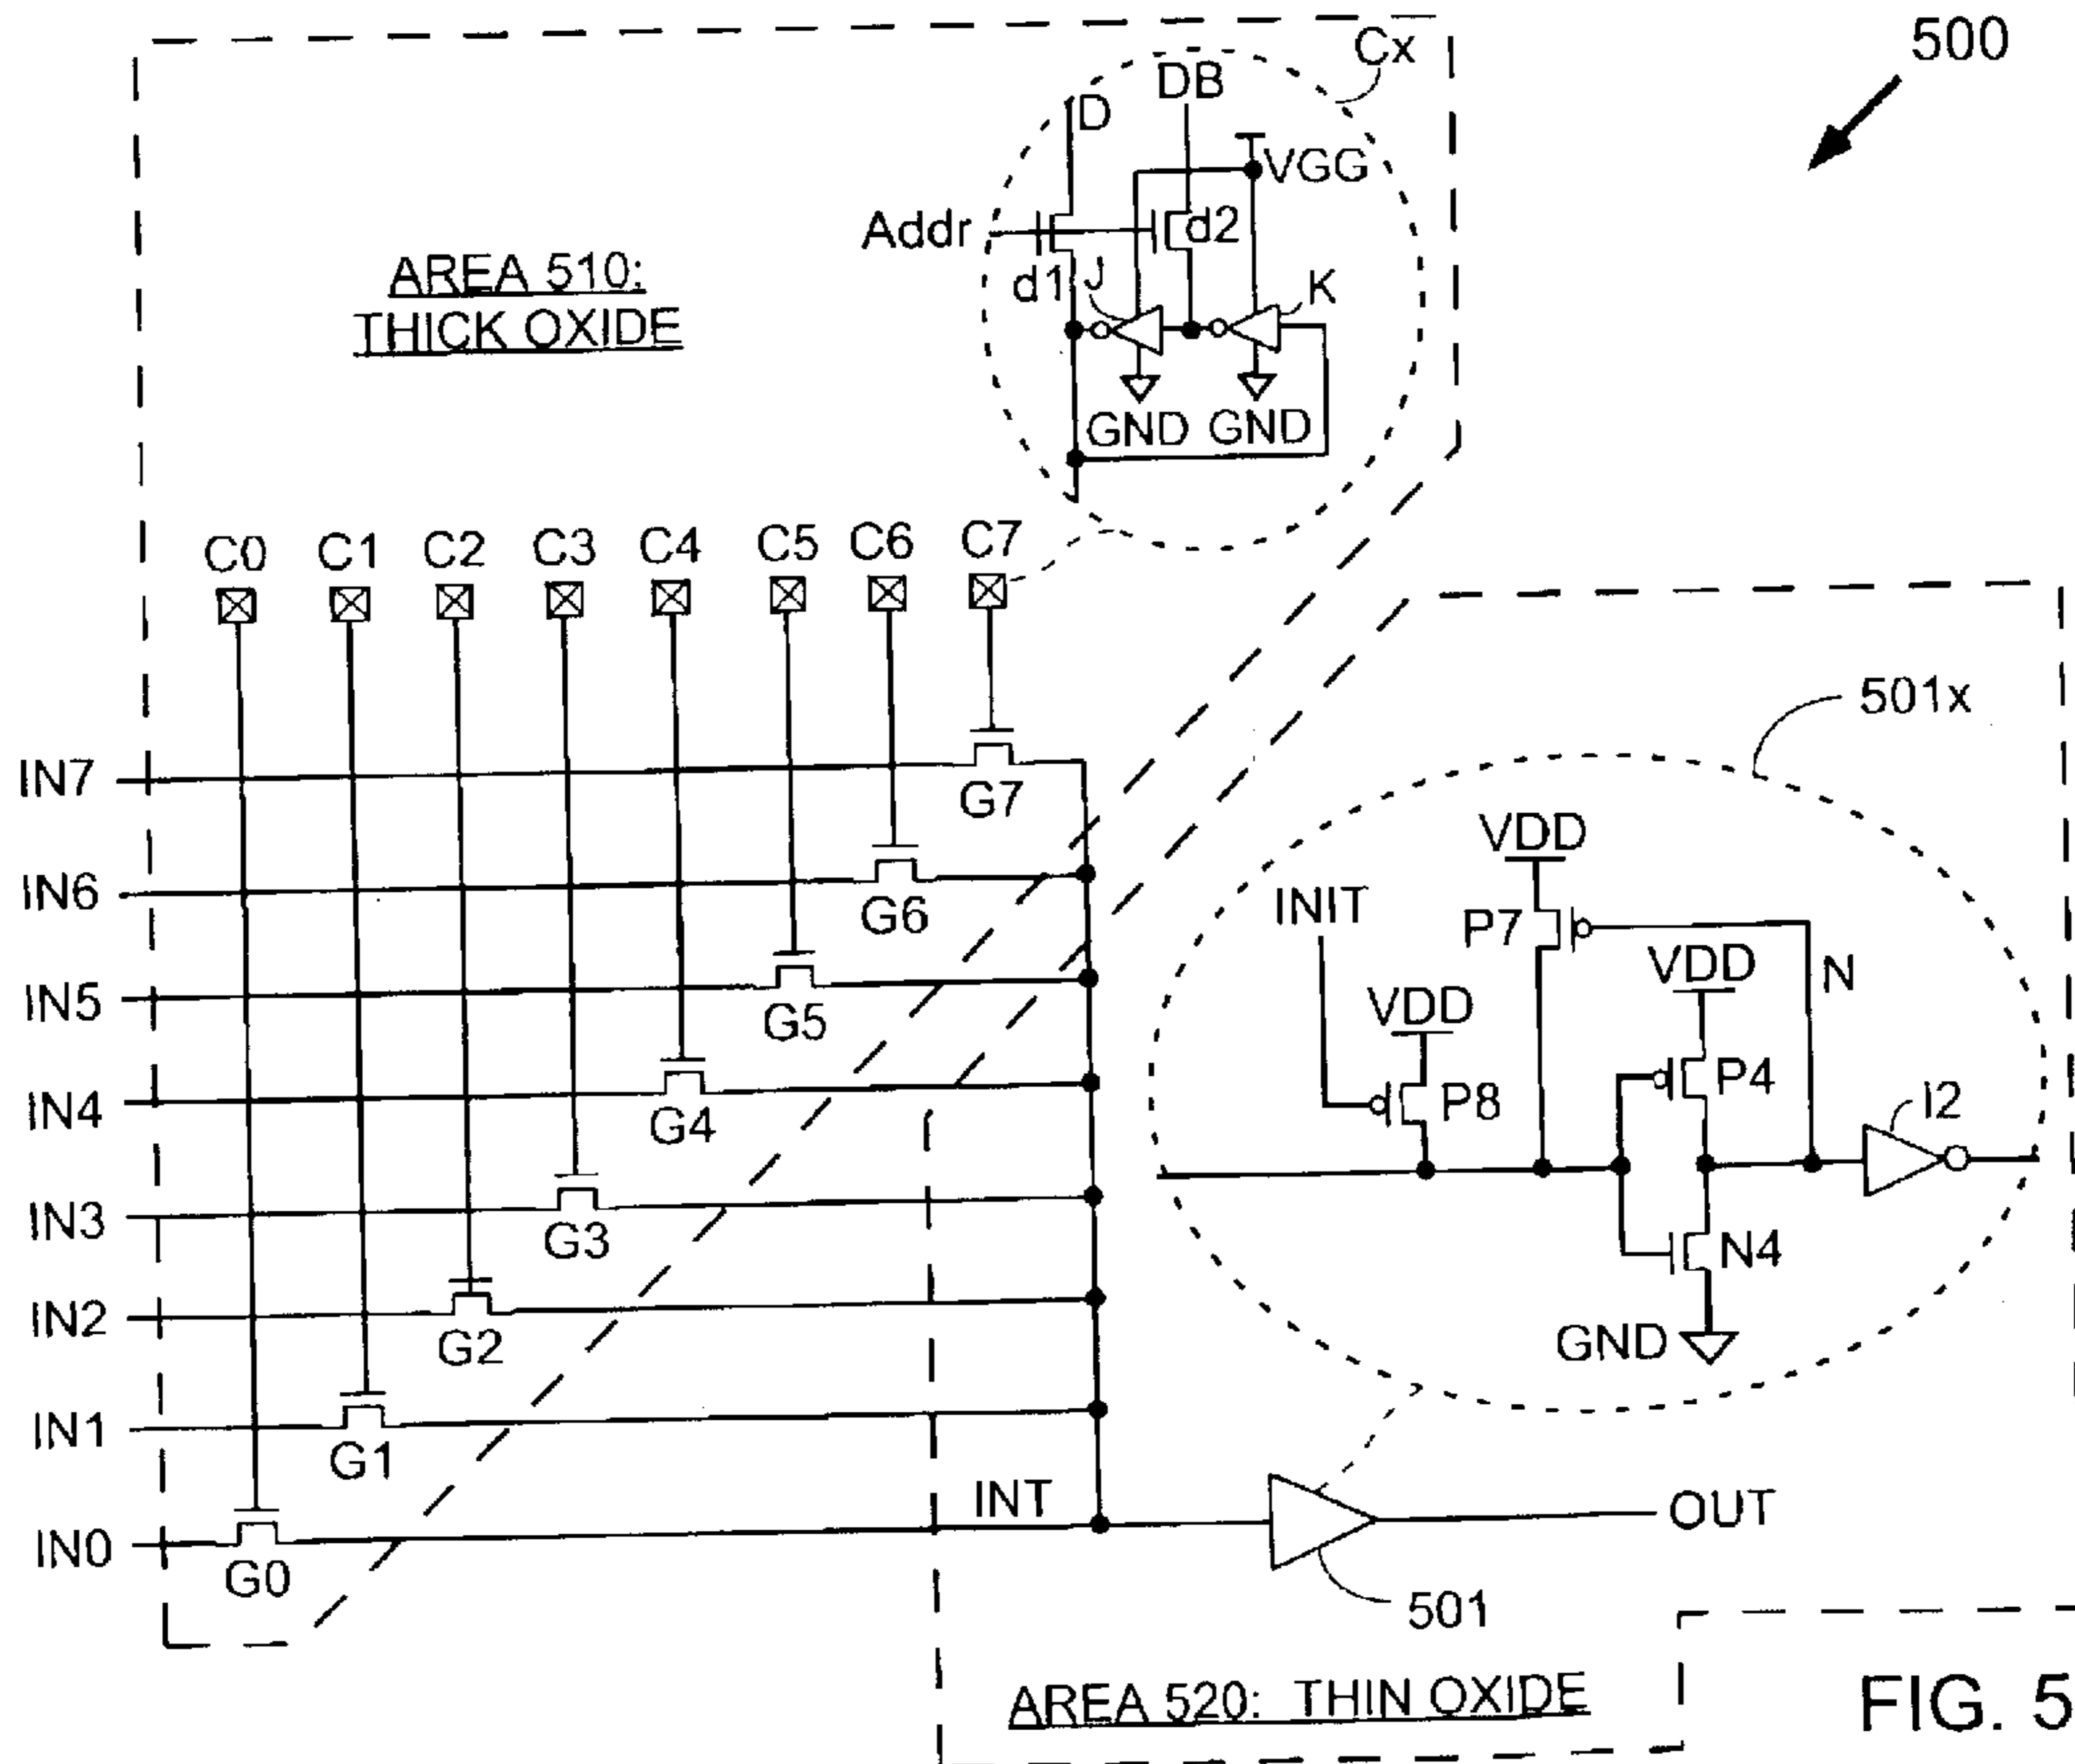 500
Cx
DB
D
VGG
Addr
d2
d1
J
K
GND GND
AREA 510:
THICK OXIDE
C0 C1 C2 C3 C4 C5 C6 C7
501x
IN7
G7
VDD
IN6
G6
INIT
P7
VDD
N
IN5
G5
VDD
IN4
G4
P8
P4
I2
IN3
G3
N4
IN2
G2
GND
IN1
G1
INT
OUT
IN0
G0
501
AREA 520: THIN OXIDE
FIG. 5